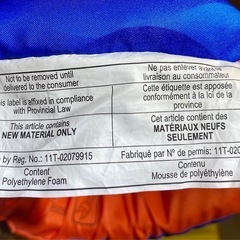 Not to be removed until
delivered to the consumer
Ne pas enlever avant
livraison au consommateur
This label is affixed in compliance
with Provincial Law
Cette étiquette est apposée
conformément à la loi de la
province
This article contains
NEW MATERIAL ONLY
Cet article contient des
MATÉRIAUX NEUFS
SEULEMENT
by Reg. No.: 11T-02079915
Fabriqué par Nº de permis: 11T-020
Content
Polyethylene Foam
Contenu
Mousse de polyéthylène